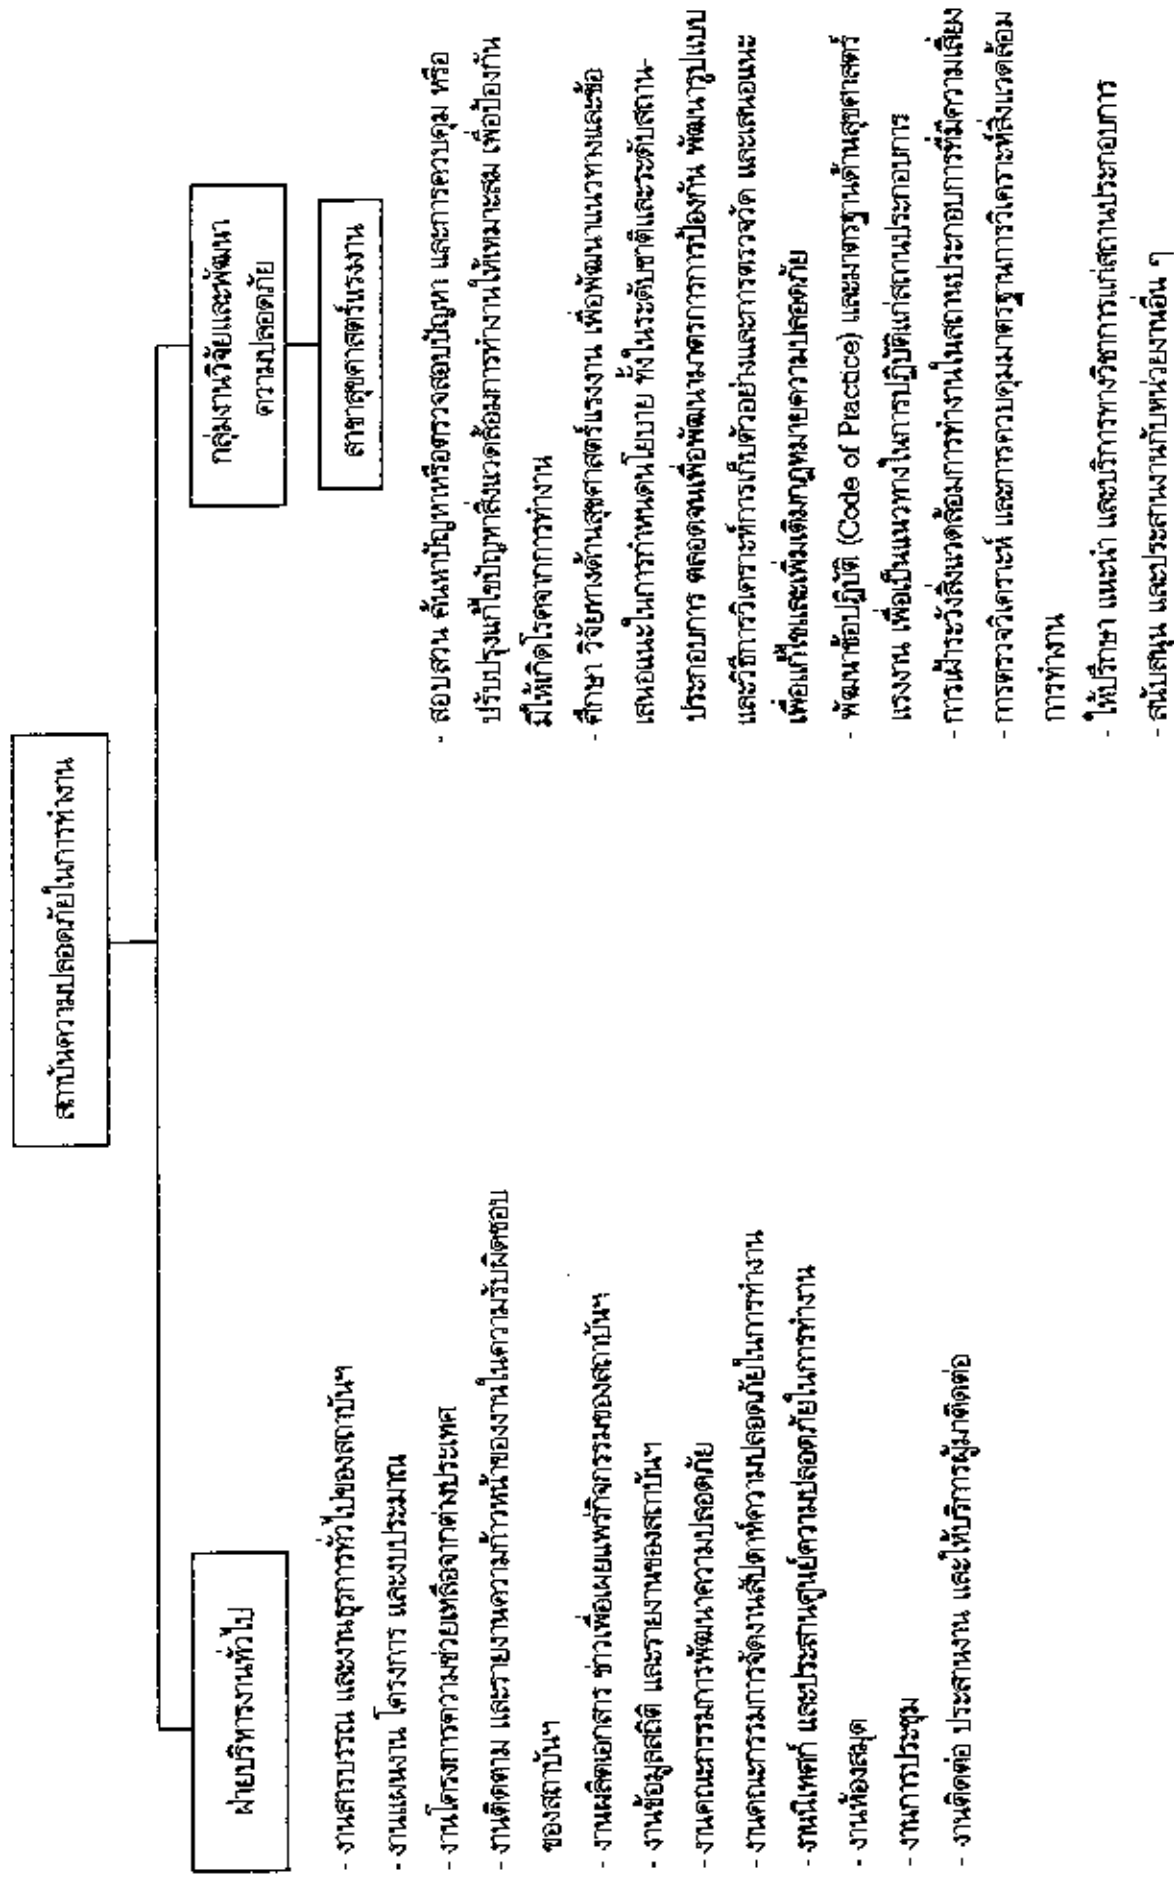 สถาบันความปลอดภัยในการทำงาน
ฝ่ายบริหารงานทั่วไป
- งานสารบรรณ และงานธุรการทั่วไปของสถาบันฯ
- งานแผนงาน โครงการ และงบประมาณ
- งานโครงการความช่วยเหลือจากต่างประเทศ
- งานติดตาม และรายงานความก้าวหน้าของงานในความรับผิดชอบ
ของสถาบันฯ
- งานผลิตเอกสาร ข่าวเพื่อเผยแพร่กิจกรรมของสถาบันฯ
- งานข้อมูลสถิติ และรายงานของสถาบันฯ
- งานคณะกรรมการพัฒนาความปลอดภัย
- งานคณะกรรมการจัดงานสัปดาห์ความปลอดภัยในการทำงาน
- งานนิเทศก์ และประสานศูนย์ความปลอดภัยในการทำงาน
- งานห้องสมุด
- งานการประชุม
- งานติดต่อ ประสานงาน และให้บริการผู้มาติดต่อ
กลุ่มงานวิจัยและพัฒนา
ความปลอดภัย
สาขาสุขศาสตร์แรงงาน
- สอบสวน ค้นหาปัญหาหรือตรวจสอบปัญหา และการควบคุม หรือ
ปรับปรุงแก้ไขปัญหาสิ่งแวดล้อมการทำงานให้เหมาะสม เพื่อป้องกัน
มิให้เกิดโรคจากการทำงาน
- ศึกษา วิจัยทางด้านสุขศาสตร์แรงงาน เพื่อพัฒนาแนวทางและข้อ
เสนอแนะในการกำหนดนโยบาย ทั้งในระดับชาติและระดับสถาน-
ประกอบการ ตลอดจนเพื่อพัฒนามาตรการการป้องกัน พัฒนารูปแบบ
และวิธีการวิเคราะห์การเก็บตัวอย่างและการตรวจวัด และเสนอแนะ
เพื่อแก้ไขและเพิ่มเติมกฎหมายความปลอดภัย
- พัฒนาข้อปฏิบัติ (Code of Practice) และมาตรฐานด้านสุขศาสตร์
แรงงาน เพื่อเป็นแนวทางในการปฏิบัติแก่สถานประกอบการ
- การเฝ้าระวังสิ่งแวดล้อมการทำงานในสถานประกอบการที่มีความเสี่ยง
- การตรวจวิเคราะห์ และการควบคุมมาตรฐานการวิเคราะห์สิ่งแวดล้อม
การทำงาน
- ให้ปรึกษา แนะนำ และบริการทางวิชาการแก่สถานประกอบการ
- สนับสนุน และประสานงานกับหน่วยงานอื่น ๆ